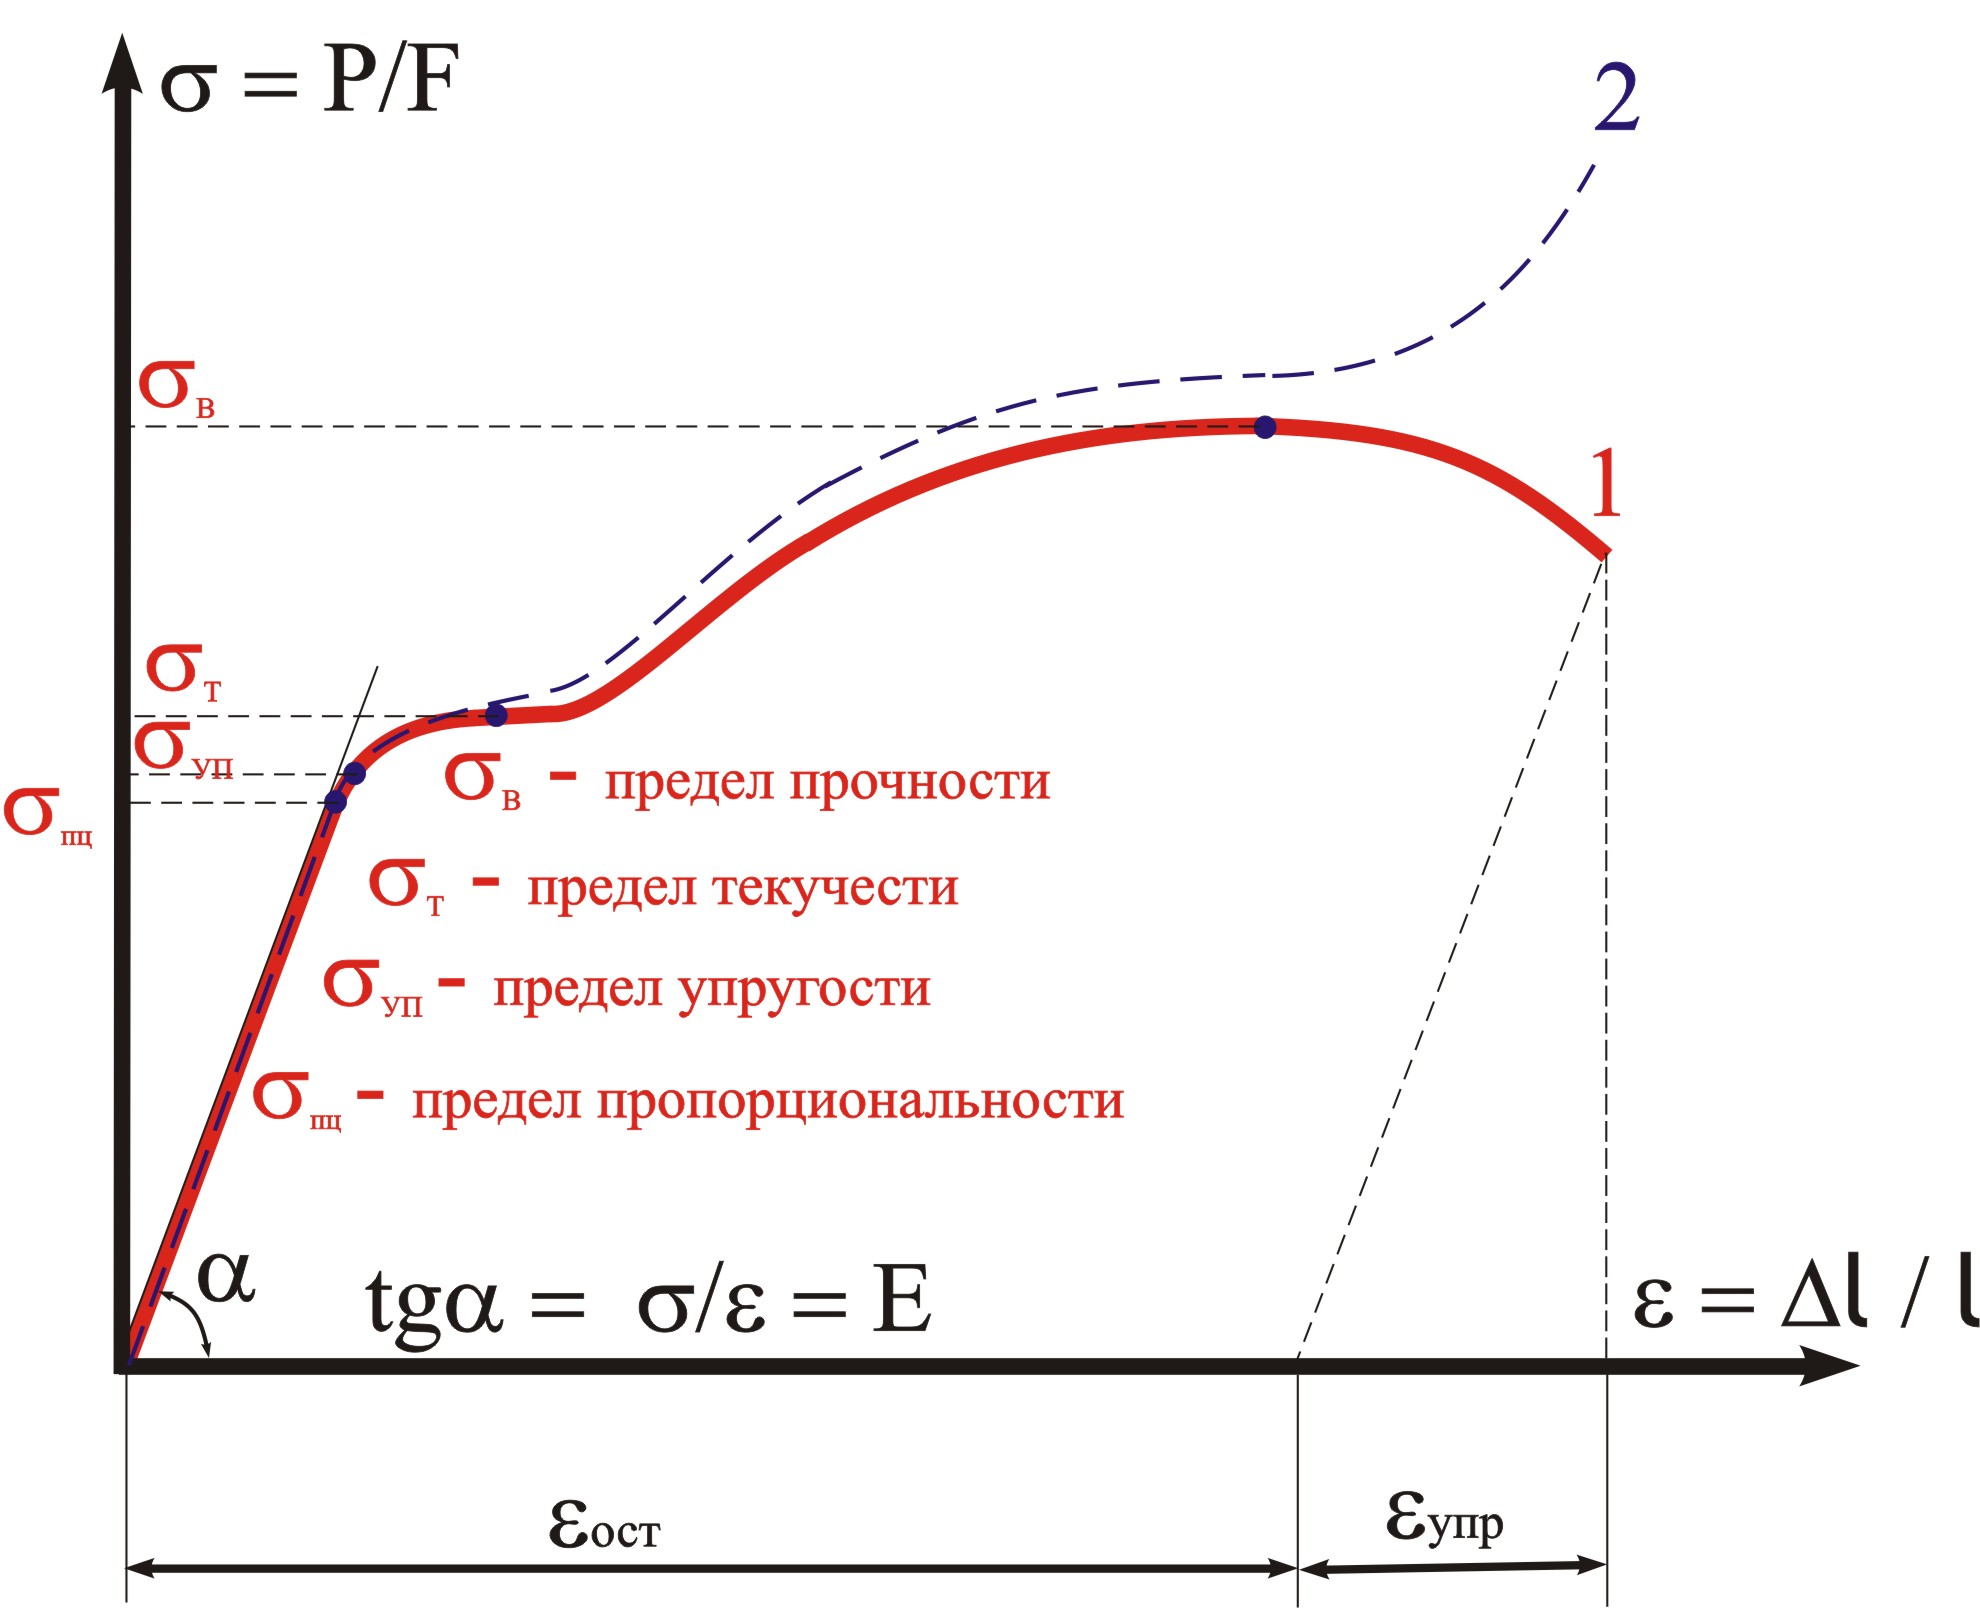 σ = P/F
2
σв
1
σт
σуп
σпц
σв - предел прочности
σт - предел текучести
σуп - предел упругости
σпц - предел пропорциональности
α
tgα = σ/ε = E
ε = Δl / l
εост
εупр